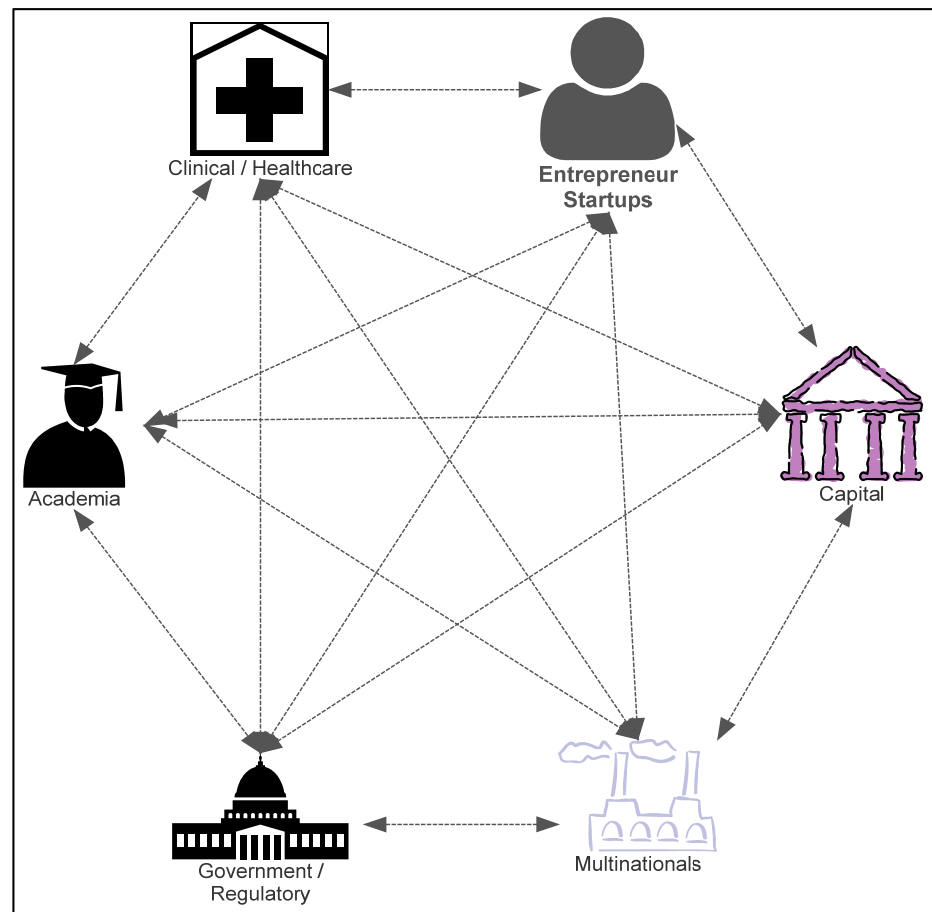 Clinical / Healthcare
Entrepreneur
Startups
Academia
Capital
Government /
Regulatory
Multinationals